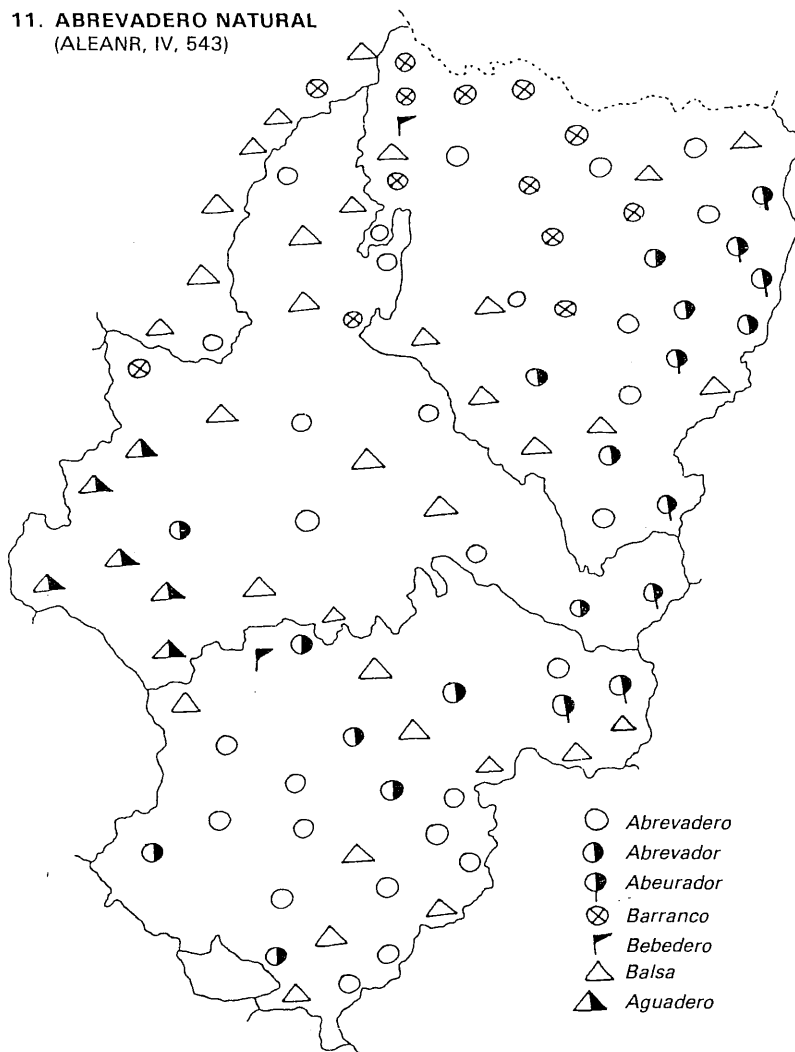 11. ABREVADERO NATURAL
(ALEANR, IV, 543)
Abrevadero
Abrevador
Abeurador
Barranco
Bebedero
Balsa
Aguadero